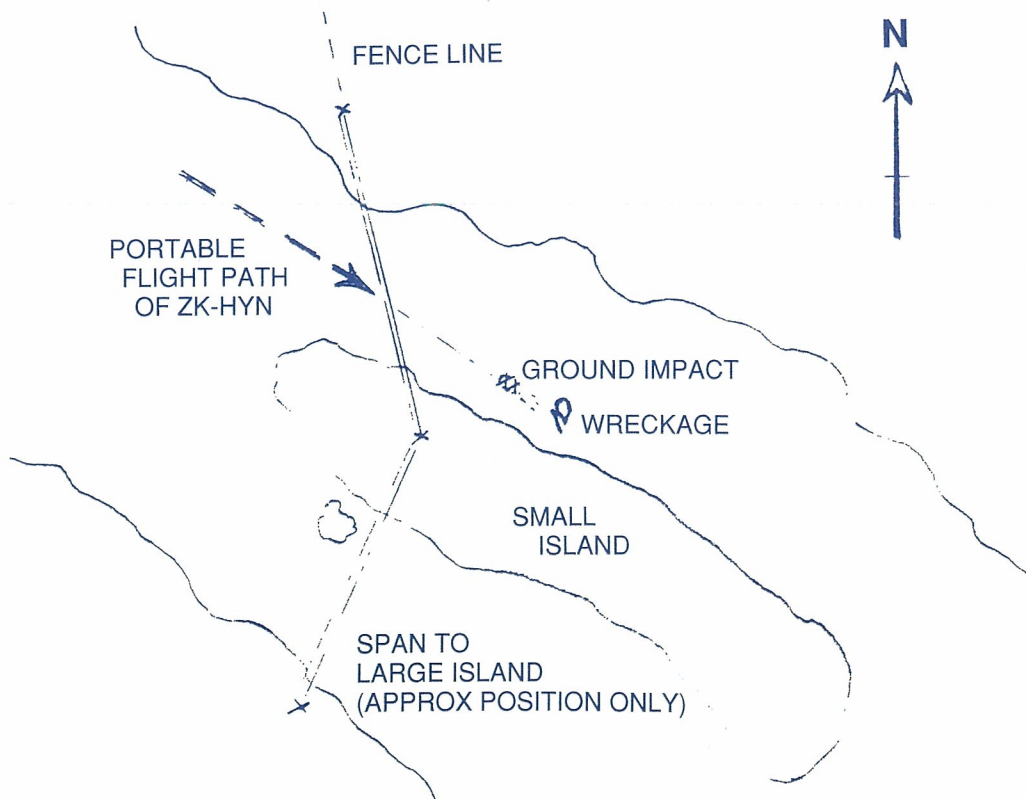 FENCE LINE
N
PORTABLE
FLIGHT PATH
OF ZK-HYN
GROUND IMPACT
WRECKAGE
SMALL
ISLAND
SPAN TO
LARGE ISLAND
(APPROX POSITION ONLY)